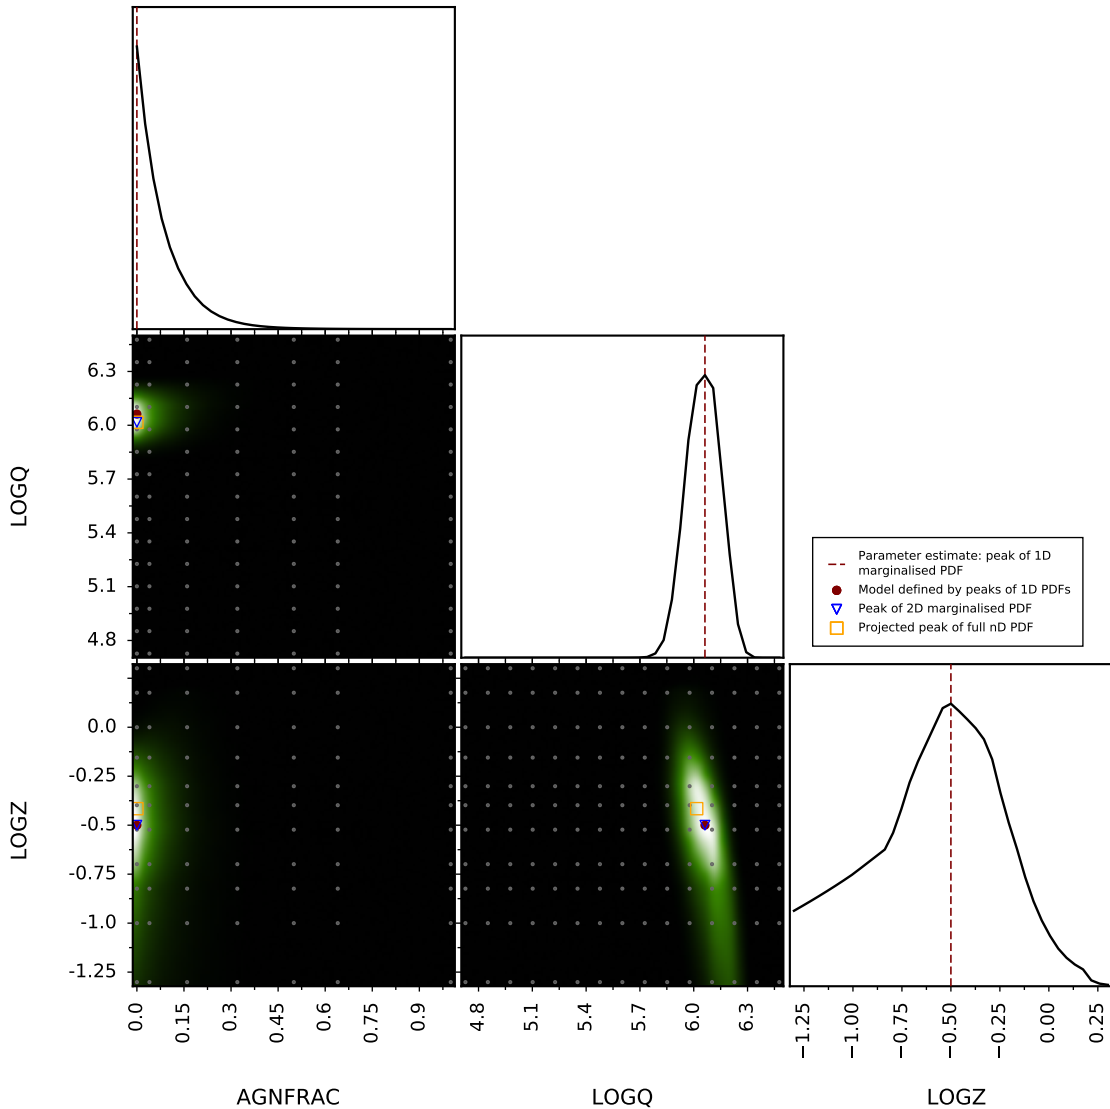 6.3
6.0
5.7
5.4
5.1
4.8
LOGQ
Parameter estimate: peak of 1D
marginalised PDF
Model defined by peaks of 1D PDFs
Peak of 2D marginalised PDF
Projected peak of full nD PDF
0.0
-0.25
-0.5
-0.75
-1.0
-1.25
LOGZ
0.0 0.15 0.3 0.45 0.6 0.75 0.9
4.8 5.1 5.4 5.7 6.0 6.3
−1.25 −1.00 −0.75 −0.50 −0.25 0.00 0.25
AGNFRAC
LOGQ
LOGZ